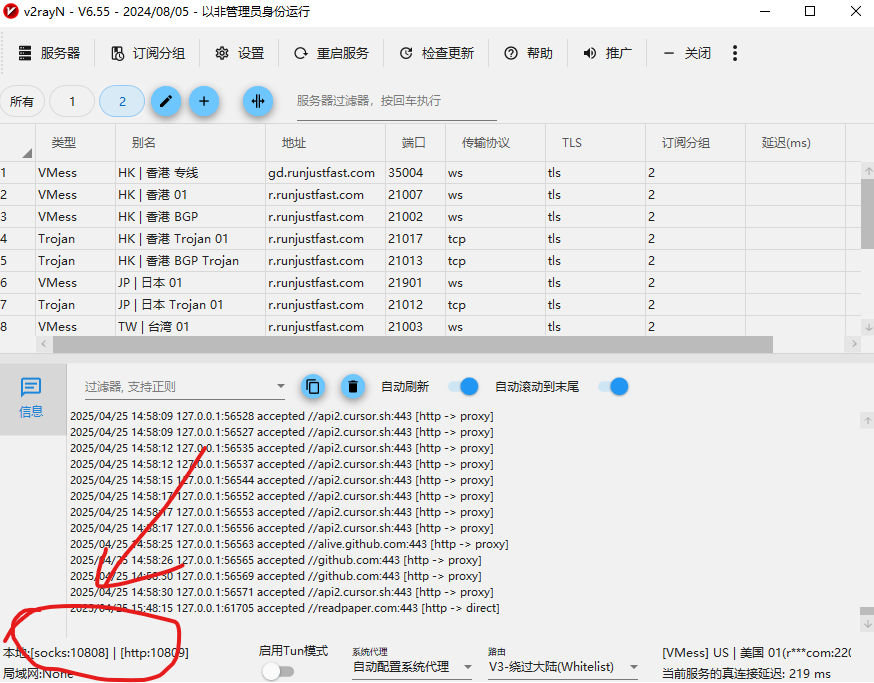 v2rayN - V6.55 - 2024/08/05 - 以非管理员身份运行
服务器 订阅分组 设置 重启服务 检查更新 帮助 推广 关闭
所有 1 2 服务器过滤器, 按回车执行
类型 别名 地址 端口 传输协议 TLS 订阅分组 延迟(ms)
1 VMess HK | 香港 专线 gd.runjustfast.com 35004 ws tls 2
2 VMess HK | 香港 01 r.runjustfast.com 21007 ws tls 2
3 VMess HK | 香港 BGP r.runjustfast.com 21002 ws tls 2
4 Trojan HK | 香港 Trojan 01 r.runjustfast.com 21017 tcp tls 2
5 Trojan HK | 香港 BGP Trojan r.runjustfast.com 21013 tcp tls 2
6 VMess JP | 日本 01 r.runjustfast.com 21901 ws tls 2
7 Trojan JP | 日本 Trojan 01 r.runjustfast.com 21012 tcp tls 2
8 VMess TW | 台湾 01 r.runjustfast.com 21003 ws tls 2
信息
过滤器, 支持正则 自动刷新 自动滚动到末尾
2025/04/25 14:58:09 127.0.0.1:56528 accepted //api2.cursor.sh:443 [http -> proxy]
2025/04/25 14:58:09 127.0.0.1:56527 accepted //api2.cursor.sh:443 [http -> proxy]
2025/04/25 14:58:12 127.0.0.1:56535 accepted //api2.cursor.sh:443 [http -> proxy]
2025/04/25 14:58:12 127.0.0.1:56537 accepted //api2.cursor.sh:443 [http -> proxy]
2025/04/25 14:58:15 127.0.0.1:56544 accepted //api2.cursor.sh:443 [http -> proxy]
2025/04/25 14:58:17 127.0.0.1:56552 accepted //api2.cursor.sh:443 [http -> proxy]
2025/04/25 14:58:17 127.0.0.1:56553 accepted //api2.cursor.sh:443 [http -> proxy]
2025/04/25 14:58:17 127.0.0.1:56556 accepted //api2.cursor.sh:443 [http -> proxy]
2025/04/25 14:58:25 127.0.0.1:56563 accepted //alive.github.com:443 [http -> proxy]
2025/04/25 14:58:26 127.0.0.1:56565 accepted //github.com:443 [http -> proxy]
2025/04/25 14:58:30 127.0.0.1:56569 accepted //github.com:443 [http -> proxy]
2025/04/25 14:58:30 127.0.0.1:56571 accepted //api2.cursor.sh:443 [http -> proxy]
2025/04/25 15:48:15 127.0.0.1:61705 accepted //readpaper.com:443 [http -> direct]
本地:[socks:10808] | [http:10809]
局域网:None
启用Tun模式
系统代理
自动配置系统代理
路由
V3-绕过大陆(Whitelist)
[VMess] US | 美国 01(r***com:220
当前服务的真连接延迟: 219 ms